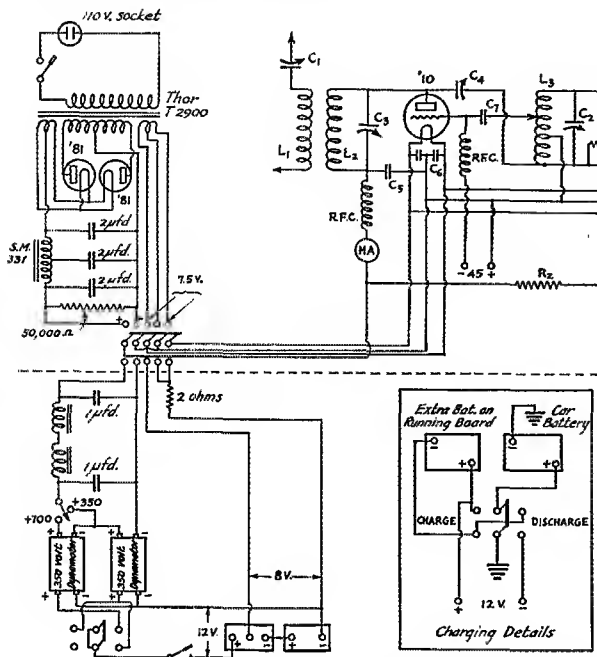 110 V. socket
Thor
T 2900
'81
'81
S.M.
331
2 µfd
2 µfd.
2 µfd.
50,000 Ω
+
7.5 V.
C1
L1
L2
C3
'10
C4
C5
C6
C7
L3
C2
R.F.C.
R.F.C.
MA
- 45 +
R2
2 ohms
1 µfd.
1 µfd.
+350
+700
+ -
+ -
350 volt
Dynamotor
350 volt
Dynamotor
+ -
+ -
8 V.
12 V.
+ - + -
Extra Bat. on
Running Board
Car
Battery
-
+
-
+
CHARGE
DISCHARGE
+ 12 V. -
Charging Details